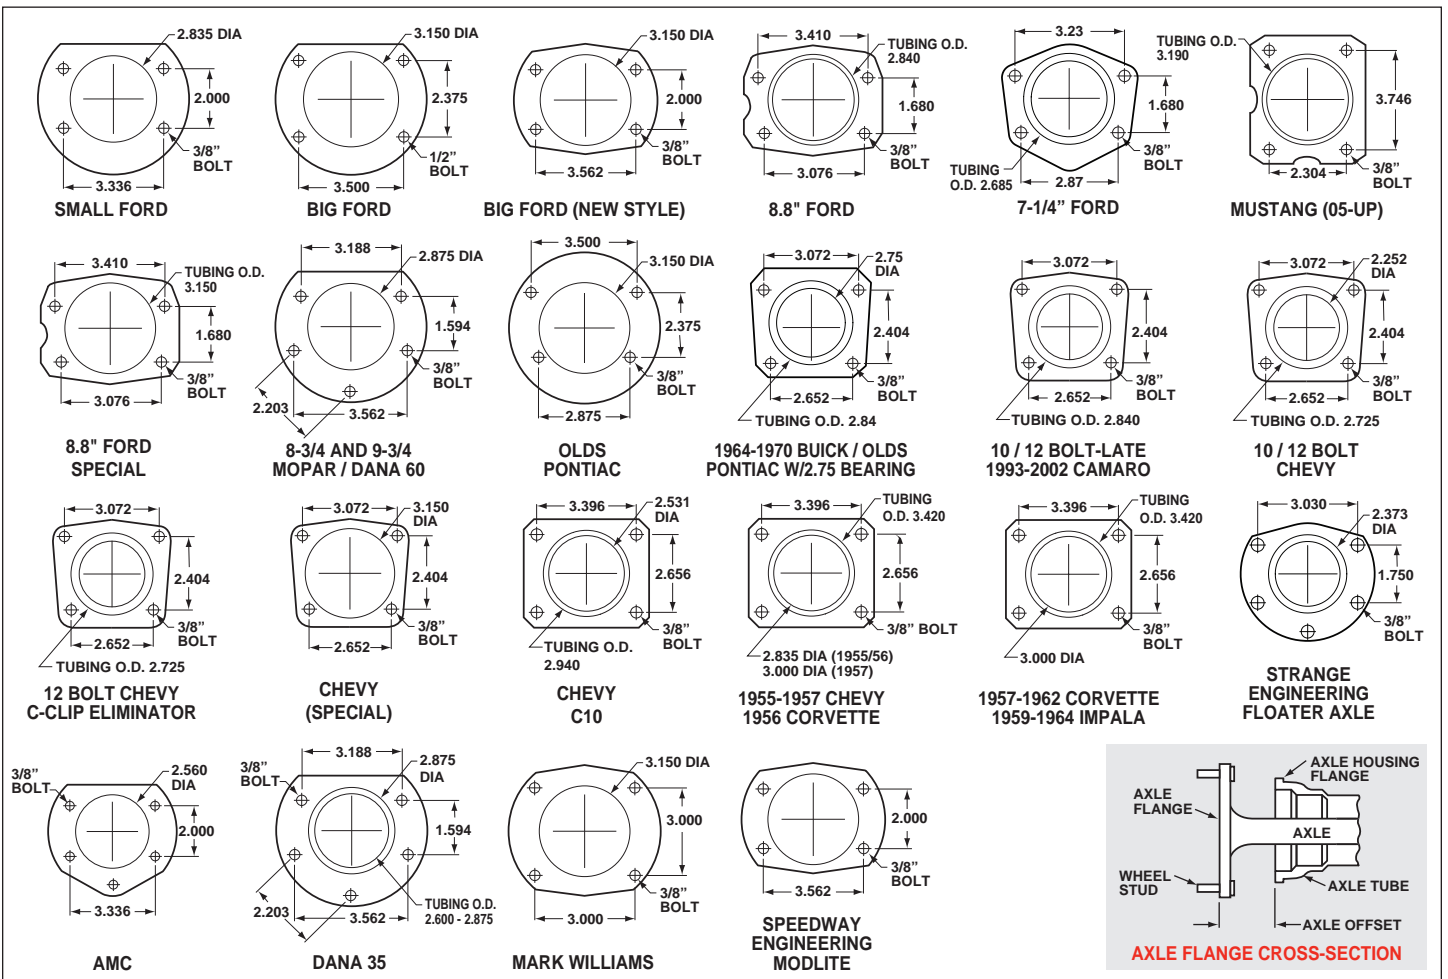 2.835 DIA
2.000
3/8”
BOLT
3.336
SMALL FORD
3.150 DIA
2.375
1/2”
BOLT
3.500
BIG FORD
3.150 DIA
2.000
3/8”
BOLT
3.562
BIG FORD (NEW STYLE)
3.410
TUBING O.D.
2.840
1.680
3/8”
BOLT
3.076
8.8" FORD
3.23
1.680
3/8”
BOLT
TUBING
O.D. 2.685
2.87
7-1/4” FORD
TUBING O.D.
3.190
3.746
3/8”
BOLT
2.304
MUSTANG (05-UP)
3.410
TUBING O.D.
3.150
1.680
3/8”
BOLT
3.076
8.8" FORD
SPECIAL
3.188
2.875 DIA
1.594
3/8”
BOLT
2.203
3.562
8-3/4 AND 9-3/4
MOPAR / DANA 60
3.500
3.150 DIA
2.375
3/8”
BOLT
2.875
OLDS
PONTIAC
3.072
2.75
DIA
2.404
3/8”
BOLT
2.652
TUBING O.D. 2.84
1964-1970 BUICK / OLDS
PONTIAC W/2.75 BEARING
3.072
2.404
3/8”
BOLT
2.652
TUBING O.D. 2.840
10 / 12 BOLT-LATE
1993-2002 CAMARO
3.072
2.252
DIA
2.404
3/8”
BOLT
2.652
TUBING O.D. 2.725
10 / 12 BOLT
CHEVY
3.072
2.404
3/8”
BOLT
2.652
TUBING O.D. 2.725
12 BOLT CHEVY
C-CLIP ELIMINATOR
3.072
3.150
DIA
2.404
3/8”
BOLT
2.652
CHEVY
(SPECIAL)
3.396
2.531
DIA
2.656
3/8”
BOLT
TUBING O.D.
2.940
CHEVY
C10
3.396
TUBING
O.D. 3.420
2.656
3/8” BOLT
2.835 DIA (1955/56)
3.000 DIA (1957)
1955-1957 CHEVY
1956 CORVETTE
3.396
TUBING
O.D. 3.420
2.656
3/8”
BOLT
3.000 DIA
1957-1962 CORVETTE
1959-1964 IMPALA
3.030
2.373
DIA
1.750
3/8”
BOLT
STRANGE
ENGINEERING
FLOATER AXLE
3/8”
BOLT
2.560
DIA
2.000
3.336
AMC
3/8”
BOLT
3.188
2.875
DIA
1.594
2.203
3.562
TUBING O.D.
2.600 - 2.875
DANA 35
3.150 DIA
3.000
3/8”
BOLT
3.000
MARK WILLIAMS
2.000
3/8”
BOLT
3.562
SPEEDWAY
ENGINEERING
MODLITE
AXLE HOUSING
FLANGE
AXLE
FLANGE
AXLE
WHEEL
STUD
AXLE TUBE
AXLE OFFSET
AXLE FLANGE CROSS-SECTION